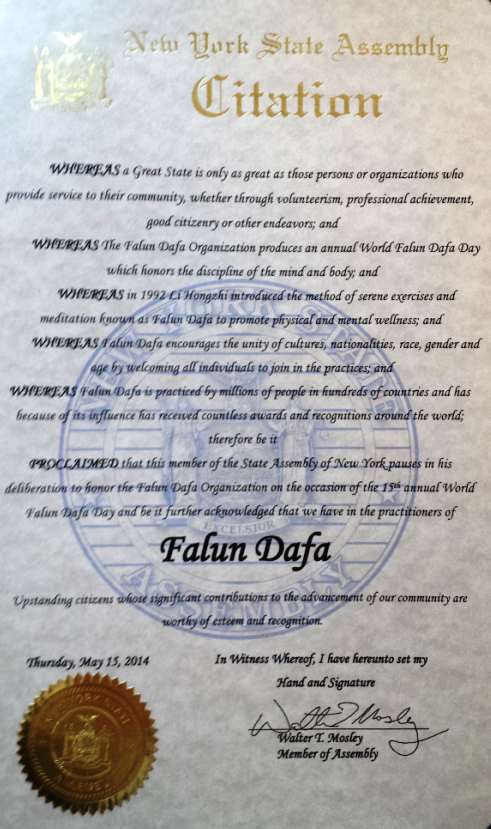 New York State Assembly
Citation
WHEREAS a Great State is only as great as those persons or organizations who
provide service to their community, whether through volunteerism, professional achievement,
good citizenry or other endeavors; and
WHEREAS The Falun Dafa Organization produces an annual World Falun Dafa Day
which honors the discipline of the mind and body; and
WHEREAS in 1992 Li Hongzhi introduced the method of serene exercises and
meditation known as Falun Dafa to promote physical and mental wellness; and
WHEREAS Falun Dafa encourages the unity of cultures, nationalities, race, gender and
age by welcoming all individuals to join in the practices; and
WHEREAS Falun Dafa is practiced by millions of people in hundreds of countries and has
because of its influence has received countless awards and recognitions around the world;
therefore be it
PROCLAIMED that this member of the State Assembly of New York pauses in his
deliberation to honor the Falun Dafa Organization on the occasion of the 15th annual World
Falun Dafa Day and be it further acknowledged that we have in the practitioners of
EXCELSIOR
Falun Dafa
ASSEMBLY
Upstanding citizens whose significant contributions to the advancement of our community are
worthy of esteem and recognition.
Thursday, May 15, 2014
In Witness Whereof, I have hereunto set my
Hand and Signature
Walter T Mosley
Walter T. Mosley
Member of Assembly